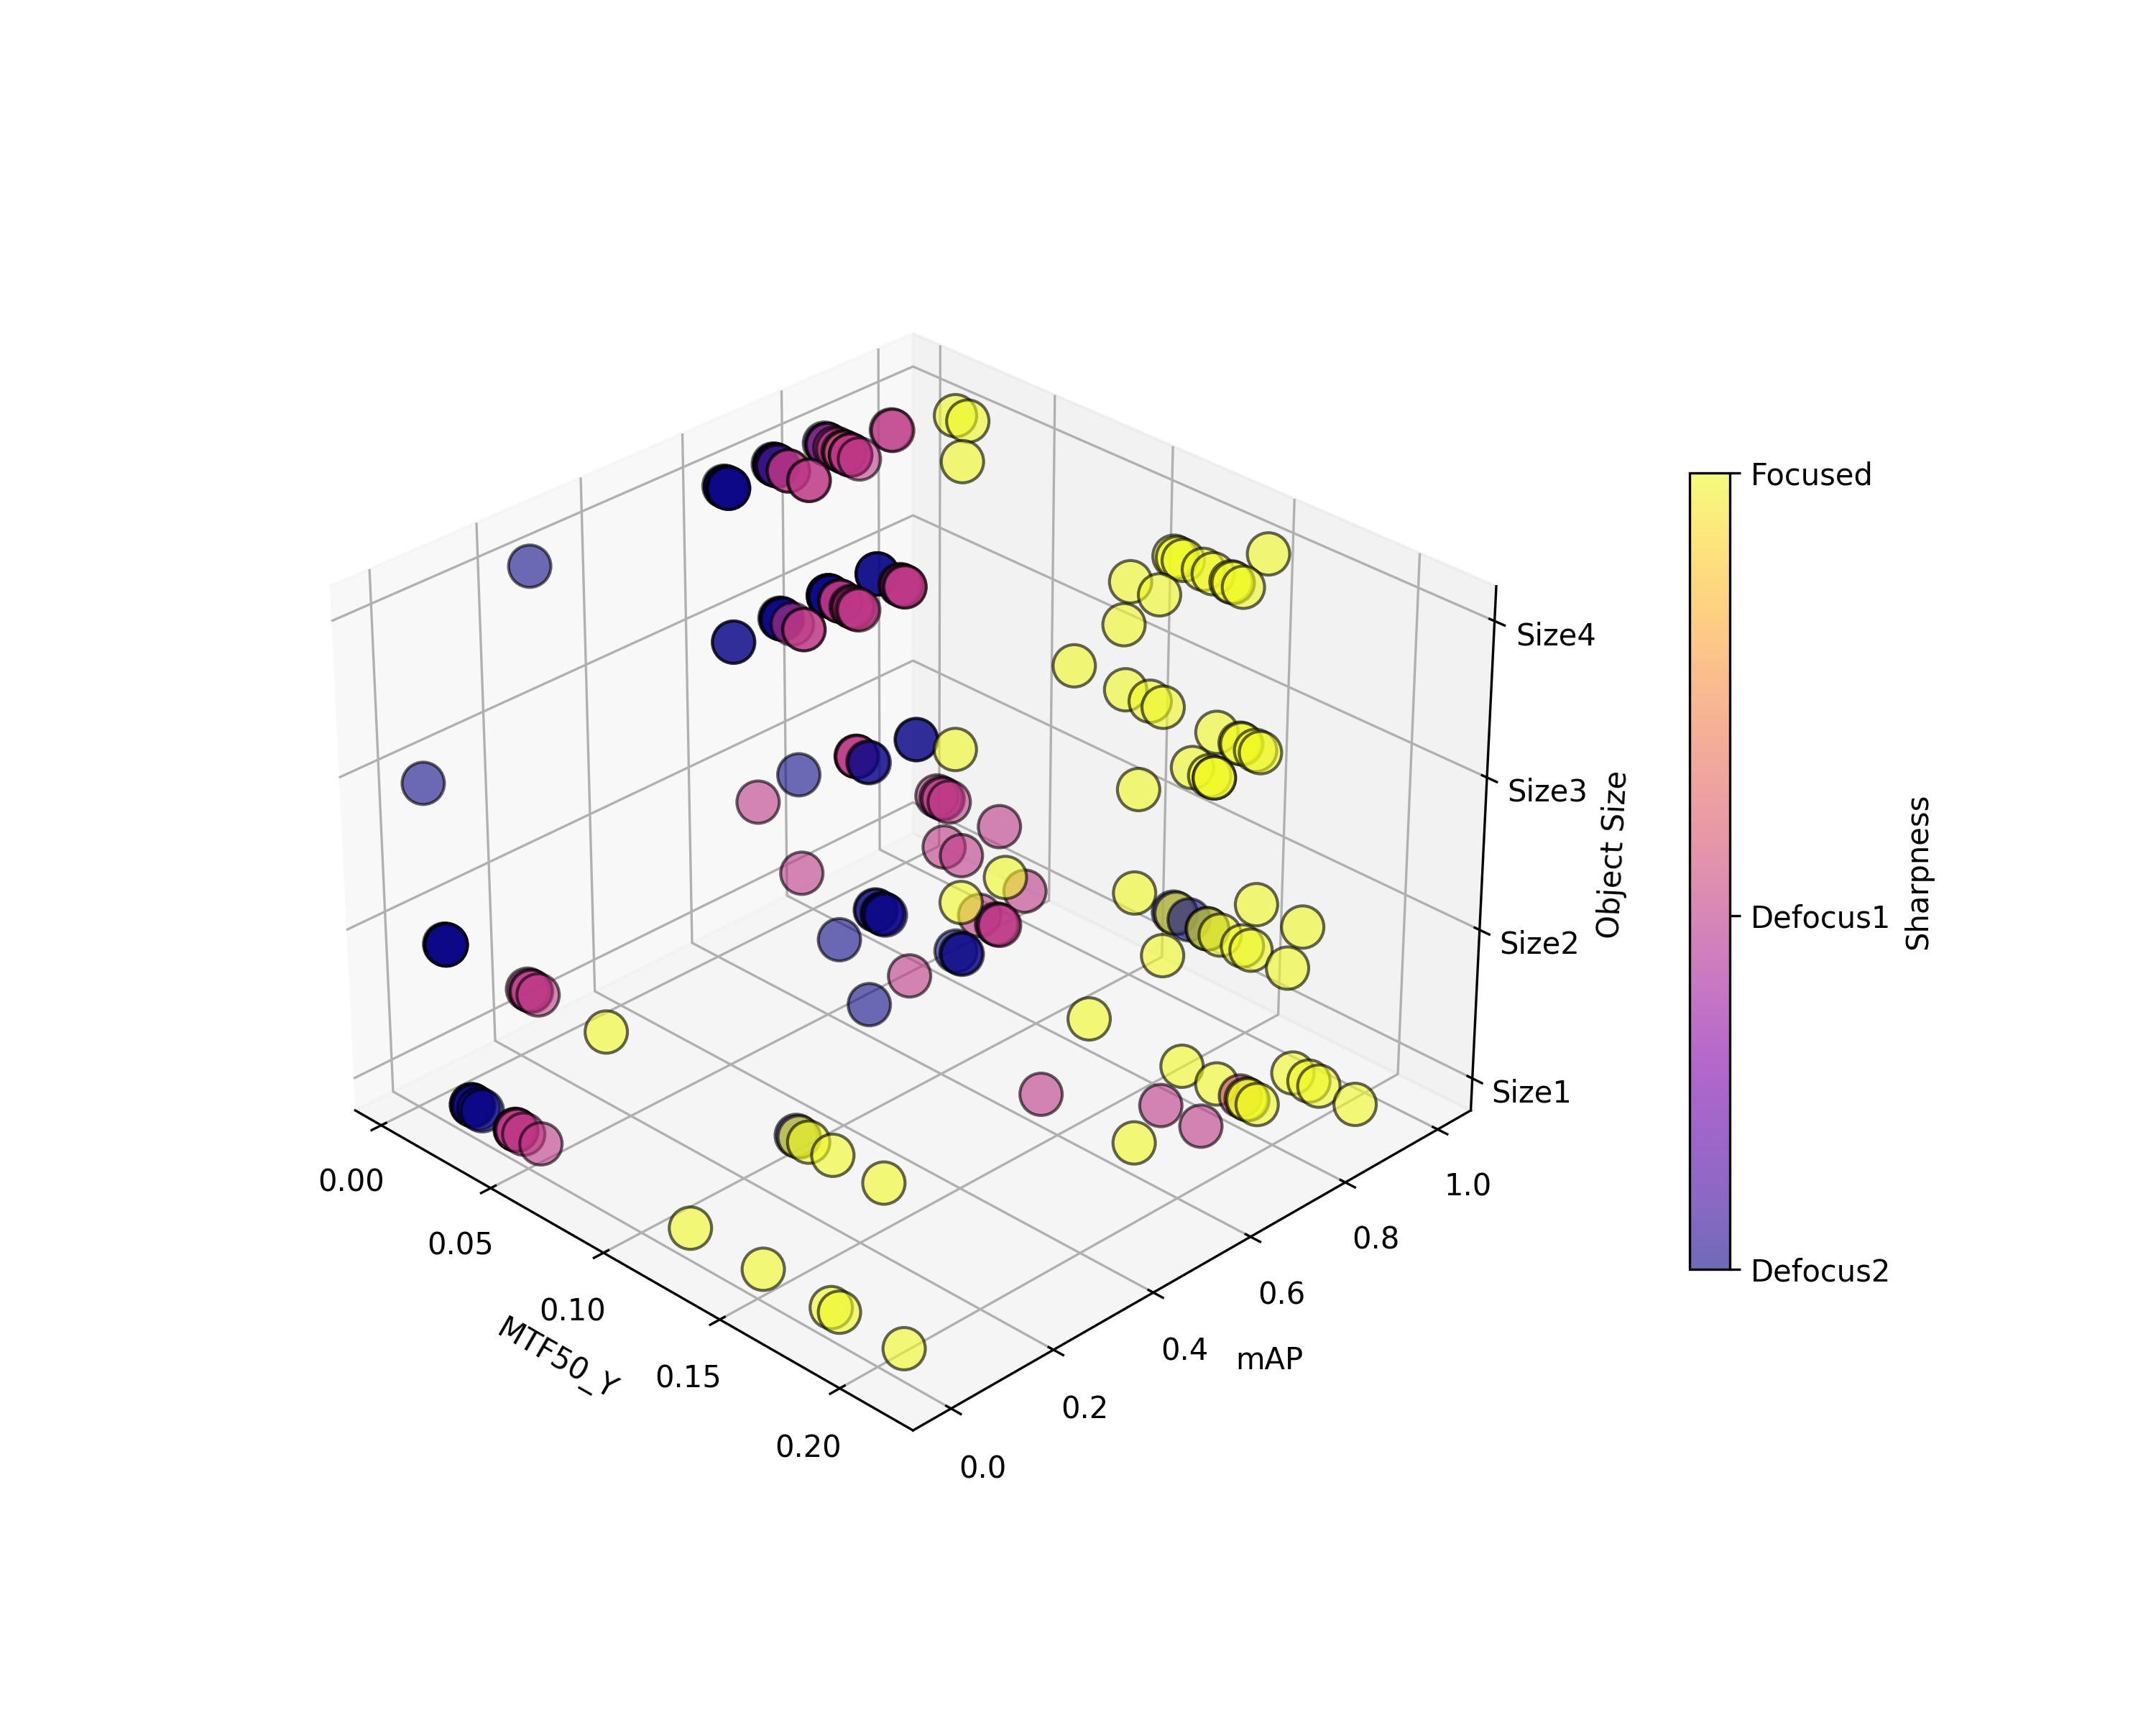 Focused
Size4
Size3
Object Size
Sharpness
Defocus1
Size2
Size1
0.00
1.0
0.05
0.8
Defocus2
0.10
0.6
MTF50_Y
0.4
mAP
0.15
0.2
0.20
0.0